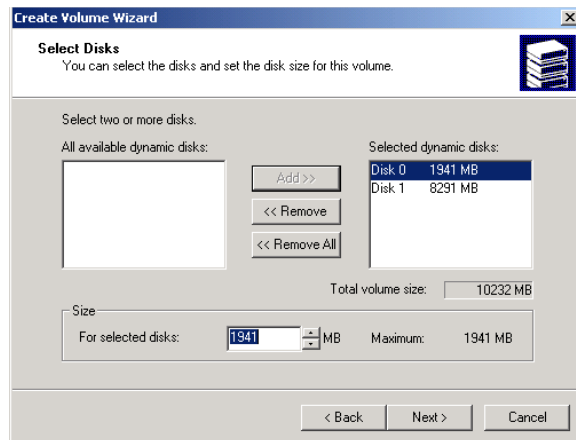 Create Volume Wizard
Select Disks
You can select the disks and set the disk size for this volume.
Select two or more disks.
All available dynamic disks:
Selected dynamic disks:
Add >>
<< Remove
<< Remove All
Disk 0 1941 MB
Disk 1 8291 MB
Total volume size: 10232 MB
Size
For selected disks: 1941 MB Maximum: 1941 MB
< Back Next > Cancel